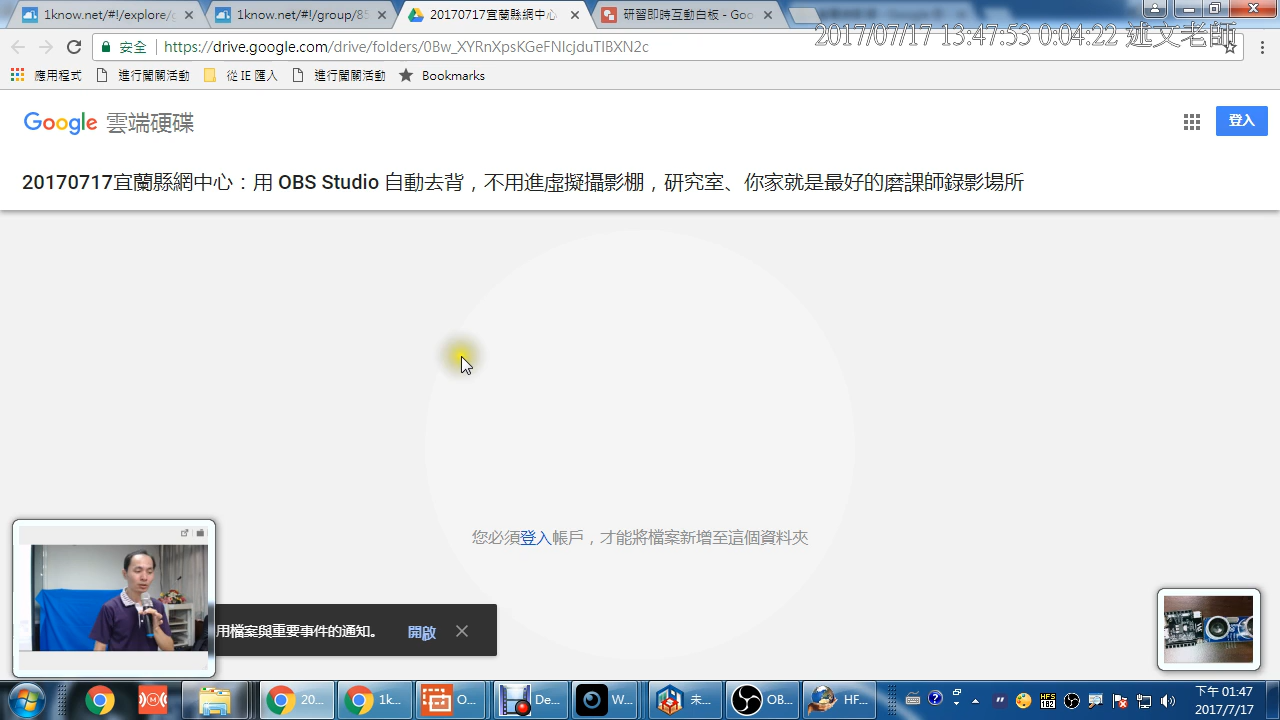 1know.net/#!/explore/g
1know.net/#!/group/85
20170717宜蘭縣網中心
研習即時互動白板 - Goo
2017/07/17 13:47:53 0:04:22 述文老師
安全
https://drive.google.com/drive/folders/0Bw_XYRnXpsKGeFNIcjduTlBXN2c
應用程式
進行闖關活動
從 IE 匯入
進行闖關活動
Bookmarks
Google 雲端硬碟
登入
20170717宜蘭縣網中心：用 OBS Studio 自動去背，不用進虛擬攝影棚，研究室、你家就是最好的磨課師錄影場所
您必須登入帳戶，才能將檔案新增至這個資料夾
用檔案與重要事件的通知。
開啟
20...
1k...
O...
De...
W...
未...
OB...
HF...
HFS
182
下午 01:47
2017/7/17